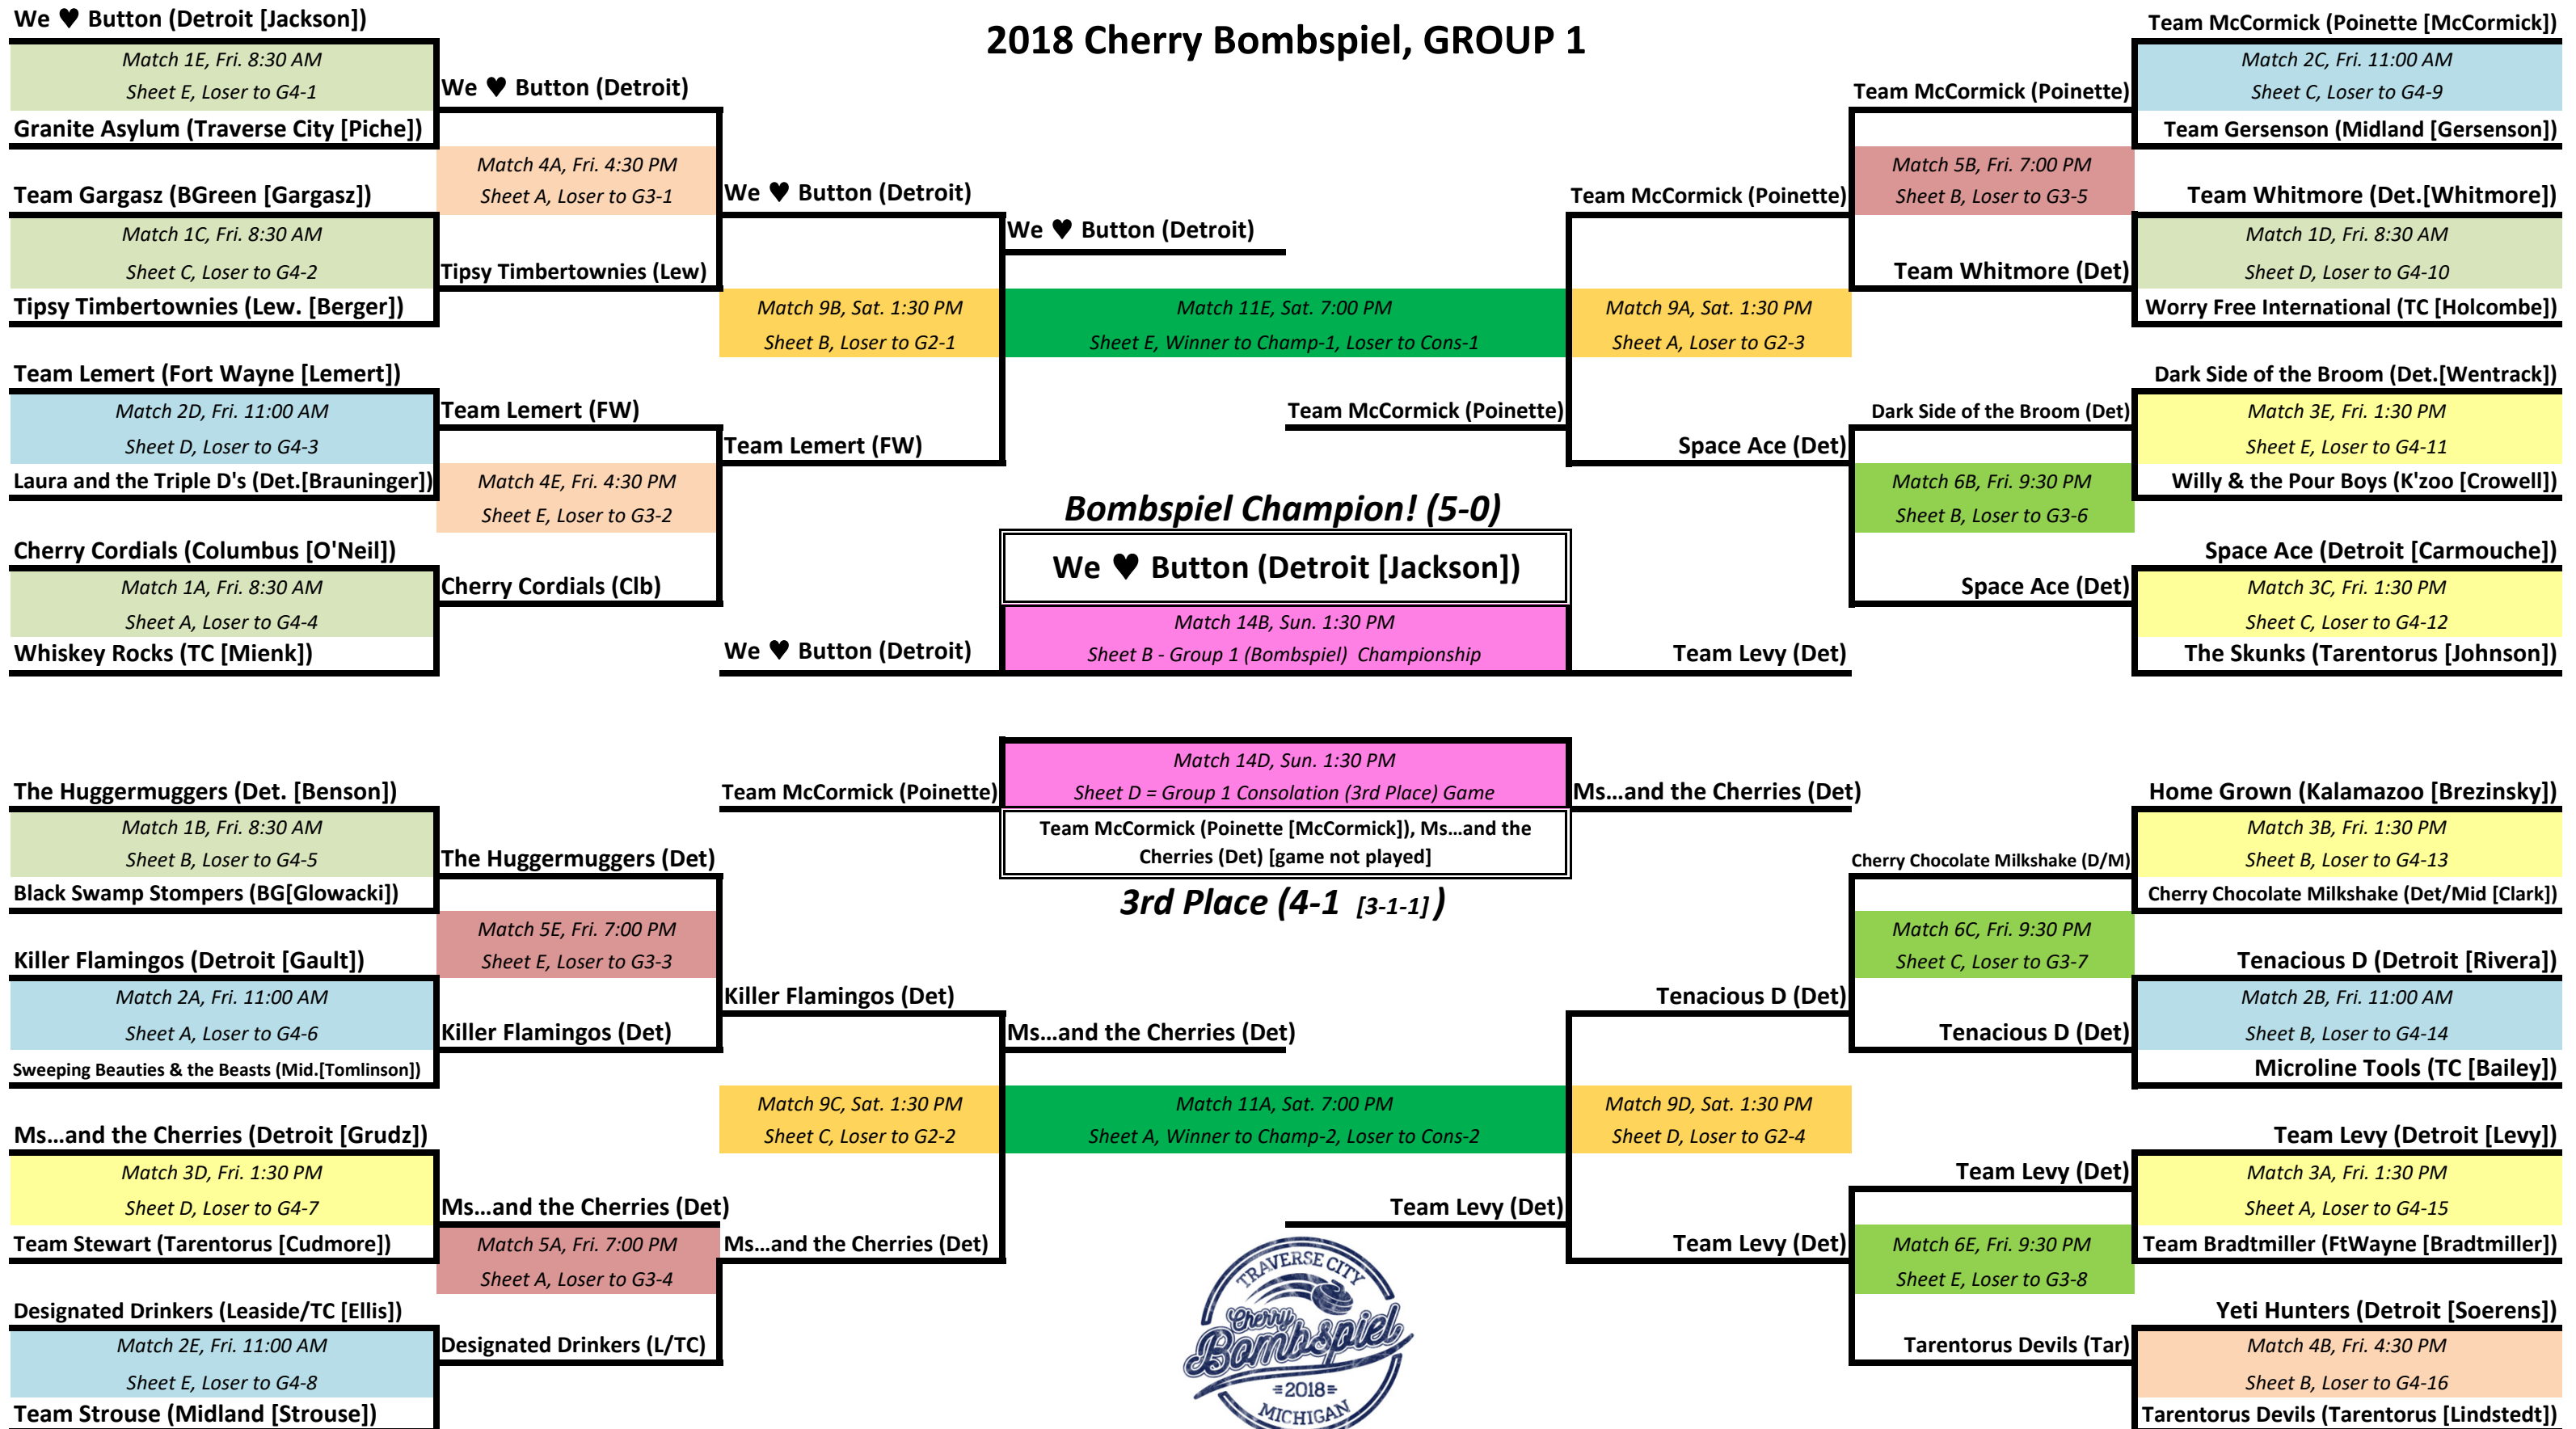 2018 Cherry Bombspiel, GROUP 1
We ♥ Button (Detroit [Jackson])
Match 1E, Fri. 8:30 AM
Sheet E, Loser to G4-1
Granite Asylum (Traverse City [Piche])
Team Gargasz (BGreen [Gargasz])
Match 1C, Fri. 8:30 AM
Sheet C, Loser to G4-2
Tipsy Timbertownies (Lew. [Berger])
Team Lemert (Fort Wayne [Lemert])
Match 2D, Fri. 11:00 AM
Sheet D, Loser to G4-3
Laura and the Triple D's (Det.[Brauninger])
Cherry Cordials (Columbus [O'Neil])
Match 1A, Fri. 8:30 AM
Sheet A, Loser to G4-4
Whiskey Rocks (TC [Mienk])
We ♥ Button (Detroit)
Match 4A, Fri. 4:30 PM
Sheet A, Loser to G3-1
Tipsy Timbertownies (Lew)
Team Lemert (FW)
Match 4E, Fri. 4:30 PM
Sheet E, Loser to G3-2
Cherry Cordials (Clb)
We ♥ Button (Detroit)
Match 9B, Sat. 1:30 PM
Sheet B, Loser to G2-1
Team Lemert (FW)
We ♥ Button (Detroit)
Match 11E, Sat. 7:00 PM
Sheet E, Winner to Champ-1, Loser to Cons-1
Team McCormick (Poinette)
Team McCormick (Poinette)
Match 9A, Sat. 1:30 PM
Sheet A, Loser to G2-3
Space Ace (Det)
Team McCormick (Poinette)
Match 5B, Fri. 7:00 PM
Sheet B, Loser to G3-5
Team Whitmore (Det)
Dark Side of the Broom (Det)
Match 6B, Fri. 9:30 PM
Sheet B, Loser to G3-6
Space Ace (Det)
Team McCormick (Poinette [McCormick])
Match 2C, Fri. 11:00 AM
Sheet C, Loser to G4-9
Team Gersenson (Midland [Gersenson])
Team Whitmore (Det.[Whitmore])
Match 1D, Fri. 8:30 AM
Sheet D, Loser to G4-10
Worry Free International (TC [Holcombe])
Dark Side of the Broom (Det.[Wentrack])
Match 3E, Fri. 1:30 PM
Sheet E, Loser to G4-11
Willy & the Pour Boys (K'zoo [Crowell])
Space Ace (Detroit [Carmouche])
Match 3C, Fri. 1:30 PM
Sheet C, Loser to G4-12
The Skunks (Tarentorus [Johnson])
Bombspiel Champion! (5-0)
We ♥ Button (Detroit [Jackson])
We ♥ Button (Detroit)
Match 14B, Sun. 1:30 PM
Sheet B - Group 1 (Bombspiel) Championship
Team Levy (Det)
Team McCormick (Poinette)
Match 14D, Sun. 1:30 PM
Sheet D = Group 1 Consolation (3rd Place) Game
Ms...and the Cherries (Det)
Team McCormick (Poinette [McCormick]), Ms...and the
Cherries (Det) [game not played]
3rd Place (4-1 [3-1-1])
The Huggermuggers (Det. [Benson])
Match 1B, Fri. 8:30 AM
Sheet B, Loser to G4-5
Black Swamp Stompers (BG[Glowacki])
Killer Flamingos (Detroit [Gault])
Match 2A, Fri. 11:00 AM
Sheet A, Loser to G4-6
Sweeping Beauties & the Beasts (Mid.[Tomlinson])
Ms...and the Cherries (Detroit [Grudz])
Match 3D, Fri. 1:30 PM
Sheet D, Loser to G4-7
Team Stewart (Tarentorus [Cudmore])
Designated Drinkers (Leaside/TC [Ellis])
Match 2E, Fri. 11:00 AM
Sheet E, Loser to G4-8
Team Strouse (Midland [Strouse])
The Huggermuggers (Det)
Match 5E, Fri. 7:00 PM
Sheet E, Loser to G3-3
Killer Flamingos (Det)
Ms...and the Cherries (Det)
Match 5A, Fri. 7:00 PM
Sheet A, Loser to G3-4
Designated Drinkers (L/TC)
Killer Flamingos (Det)
Match 9C, Sat. 1:30 PM
Sheet C, Loser to G2-2
Ms...and the Cherries (Det)
Ms...and the Cherries (Det)
Match 11A, Sat. 7:00 PM
Sheet A, Winner to Champ-2, Loser to Cons-2
Team Levy (Det)
Tenacious D (Det)
Match 9D, Sat. 1:30 PM
Sheet D, Loser to G2-4
Team Levy (Det)
Cherry Chocolate Milkshake (D/M)
Match 6C, Fri. 9:30 PM
Sheet C, Loser to G3-7
Tenacious D (Det)
Team Levy (Det)
Match 6E, Fri. 9:30 PM
Sheet E, Loser to G3-8
Tarentorus Devils (Tar)
Home Grown (Kalamazoo [Brezinsky])
Match 3B, Fri. 1:30 PM
Sheet B, Loser to G4-13
Cherry Chocolate Milkshake (Det/Mid [Clark])
Tenacious D (Detroit [Rivera])
Match 2B, Fri. 11:00 AM
Sheet B, Loser to G4-14
Microline Tools (TC [Bailey])
Team Levy (Detroit [Levy])
Match 3A, Fri. 1:30 PM
Sheet A, Loser to G4-15
Team Bradtmiller (FtWayne [Bradtmiller])
Yeti Hunters (Detroit [Soerens])
Match 4B, Fri. 4:30 PM
Sheet B, Loser to G4-16
Tarentorus Devils (Tarentorus [Lindstedt])
TRAVERSE CITY
Cherry
Bombspiel
2018
MICHIGAN